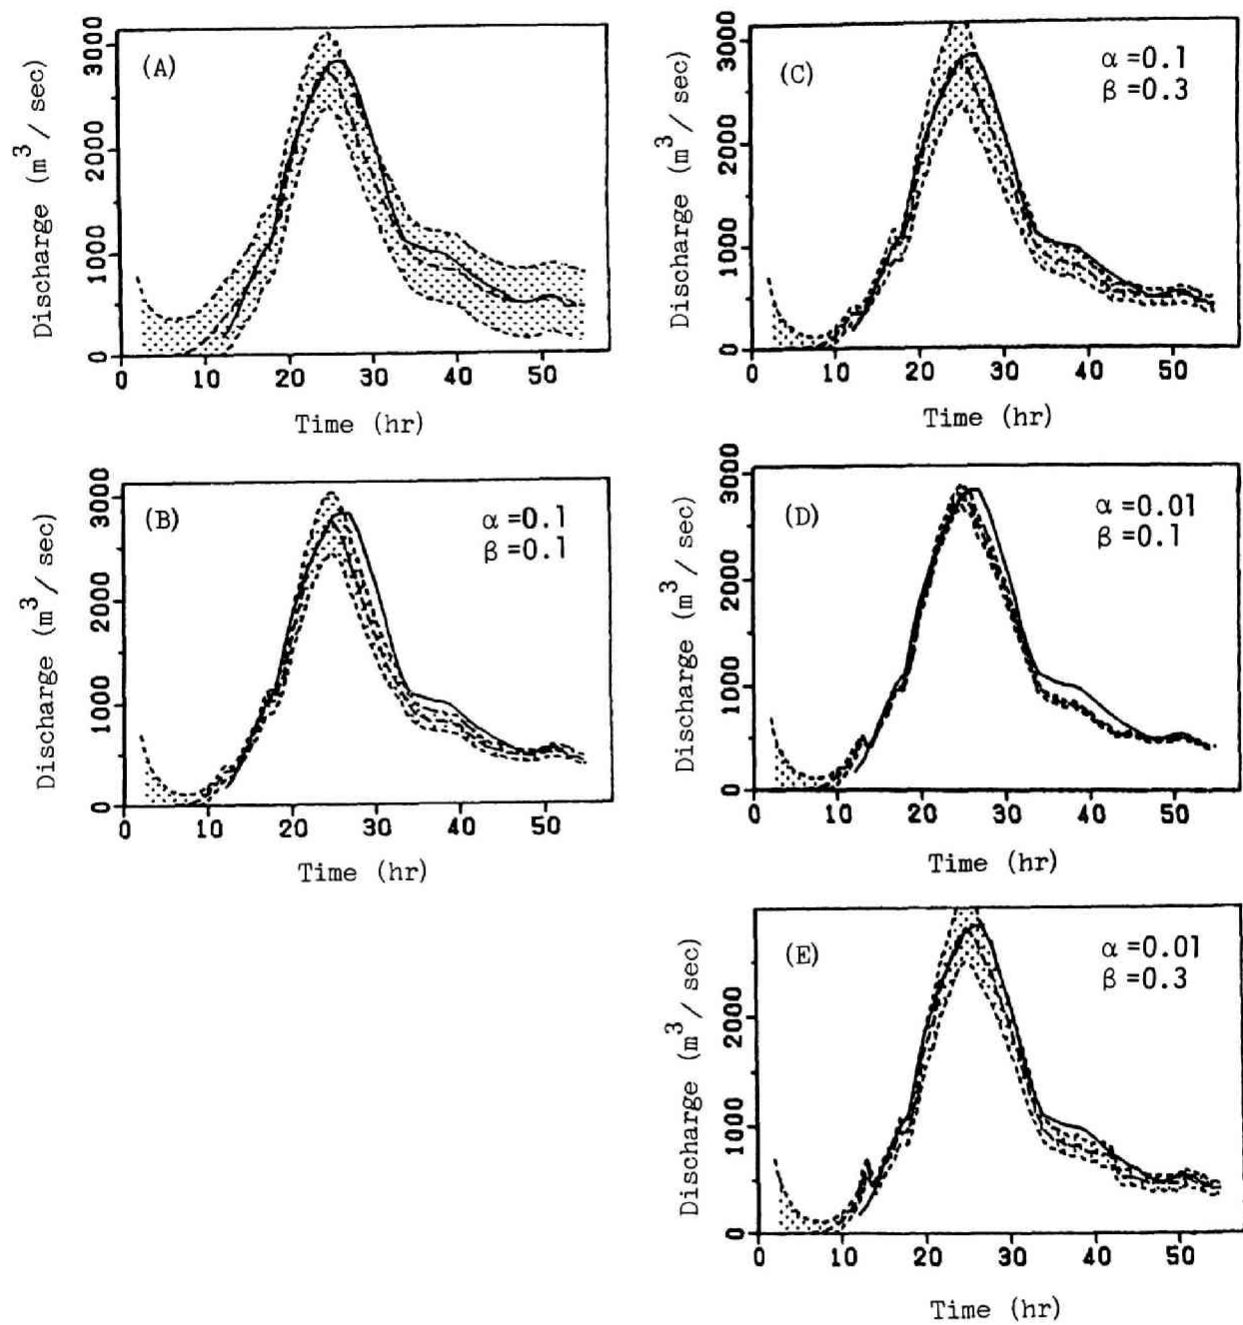 (A)
3000
2000
1000
0
Discharge (m³/sec)
0 10 20 30 40 50
Time (hr)
(C)
α=0.1
β=0.3
3000
2000
1000
0
Discharge (m³/sec)
0 10 20 30 40 50
Time (hr)
(B)
α=0.1
β=0.1
3000
2000
1000
0
Discharge (m³/sec)
0 10 20 30 40 50
Time (hr)
(D)
α=0.01
β=0.1
3000
2000
1000
0
Discharge (m³/sec)
0 10 20 30 40 50
Time (hr)
(E)
α=0.01
β=0.3
2000
1000
0
Discharge (m³/sec)
0 10 20 30 40 50
Time (hr)